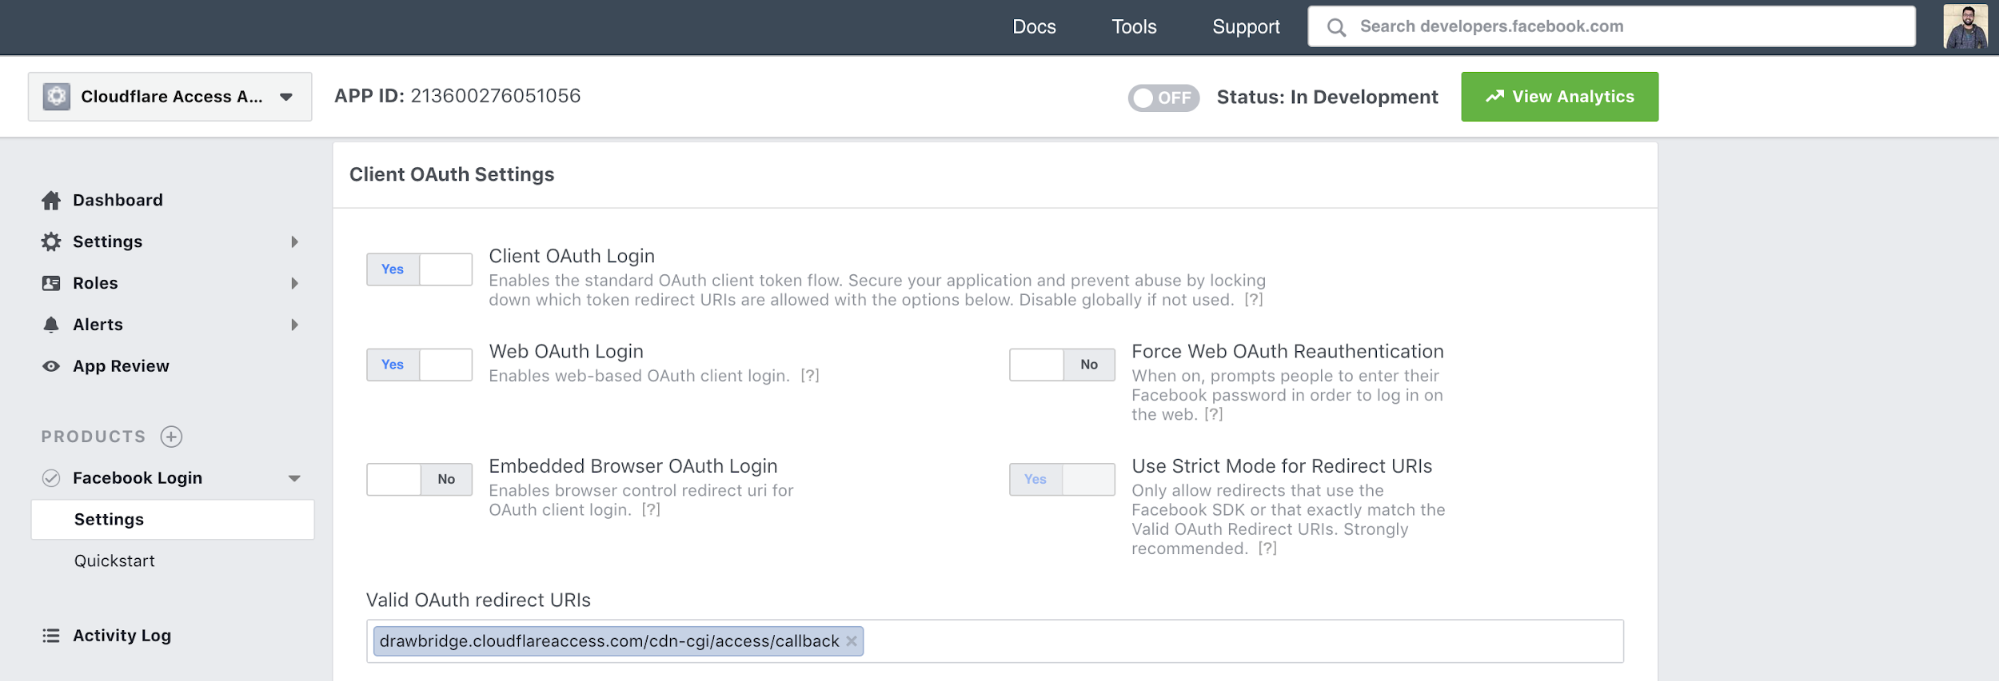 Docs Tools Support Search developers.facebook.com
Cloudflare Access A... APP ID: 213600276051056 OFF Status: In Development View Analytics
Dashboard
Settings
Roles
Alerts
App Review
PRODUCTS
Facebook Login
Settings
Quickstart
Activity Log
Client OAuth Settings
Yes
Client OAuth Login
Enables the standard OAuth client token flow. Secure your application and prevent abuse by locking
down which token redirect URIs are allowed with the options below. Disable globally if not used. [?]
Yes
Web OAuth Login
Enables web-based OAuth client login. [?]
No
Force Web OAuth Reauthentication
When on, prompts people to enter their
Facebook password in order to log in on
the web. [?]
No
Embedded Browser OAuth Login
Enables browser control redirect uri for
OAuth client login. [?]
Yes
Use Strict Mode for Redirect URIs
Only allow redirects that use the
Facebook SDK or that exactly match the
Valid OAuth Redirect URIs. Strongly
recommended. [?]
Valid OAuth redirect URIs
drawbridge.cloudflareaccess.com/cdn-cgi/access/callback